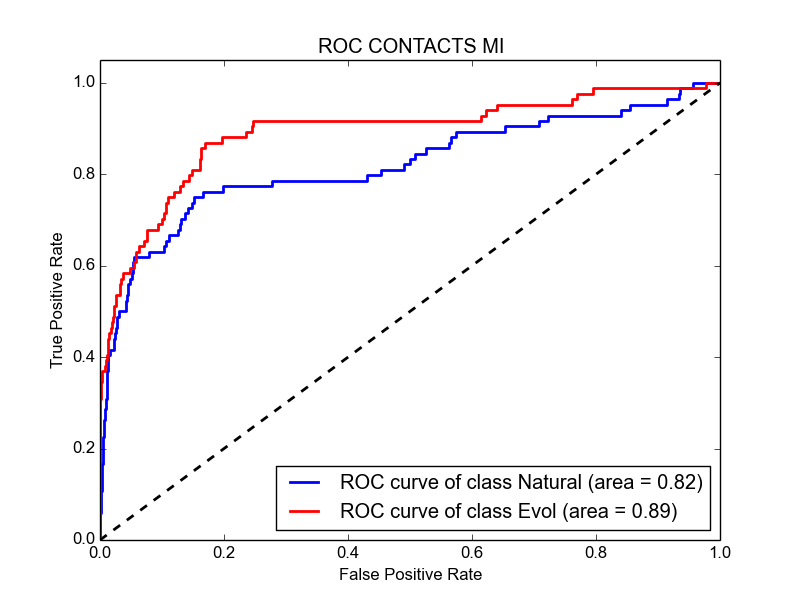 ROC CONTACTS MI
1.0
0.8
0.6
0.4
0.2
0.0
True Positive Rate
ROC curve of class Natural (area = 0.82)
ROC curve of class Evol (area = 0.89)
0.0 0.2 0.4 0.6 0.8 1.0
False Positive Rate